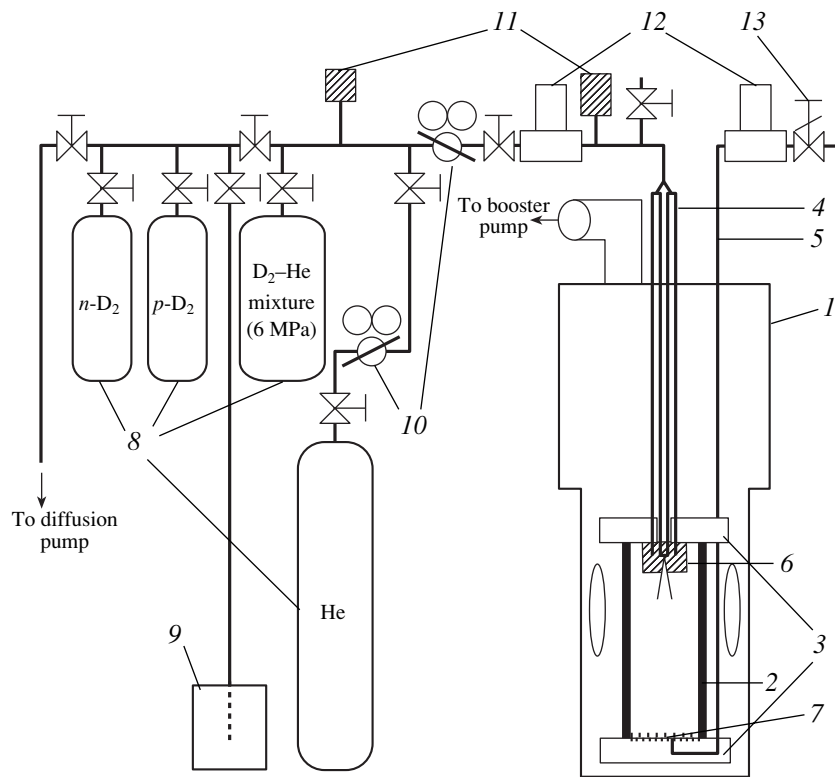 11
12
13
To booster
pump
4
5
n-D₂
p-D₂
D₂–He
mixture
(6 MPa)
1
8
10
To diffusion
pump
6
He
9
3
2
7